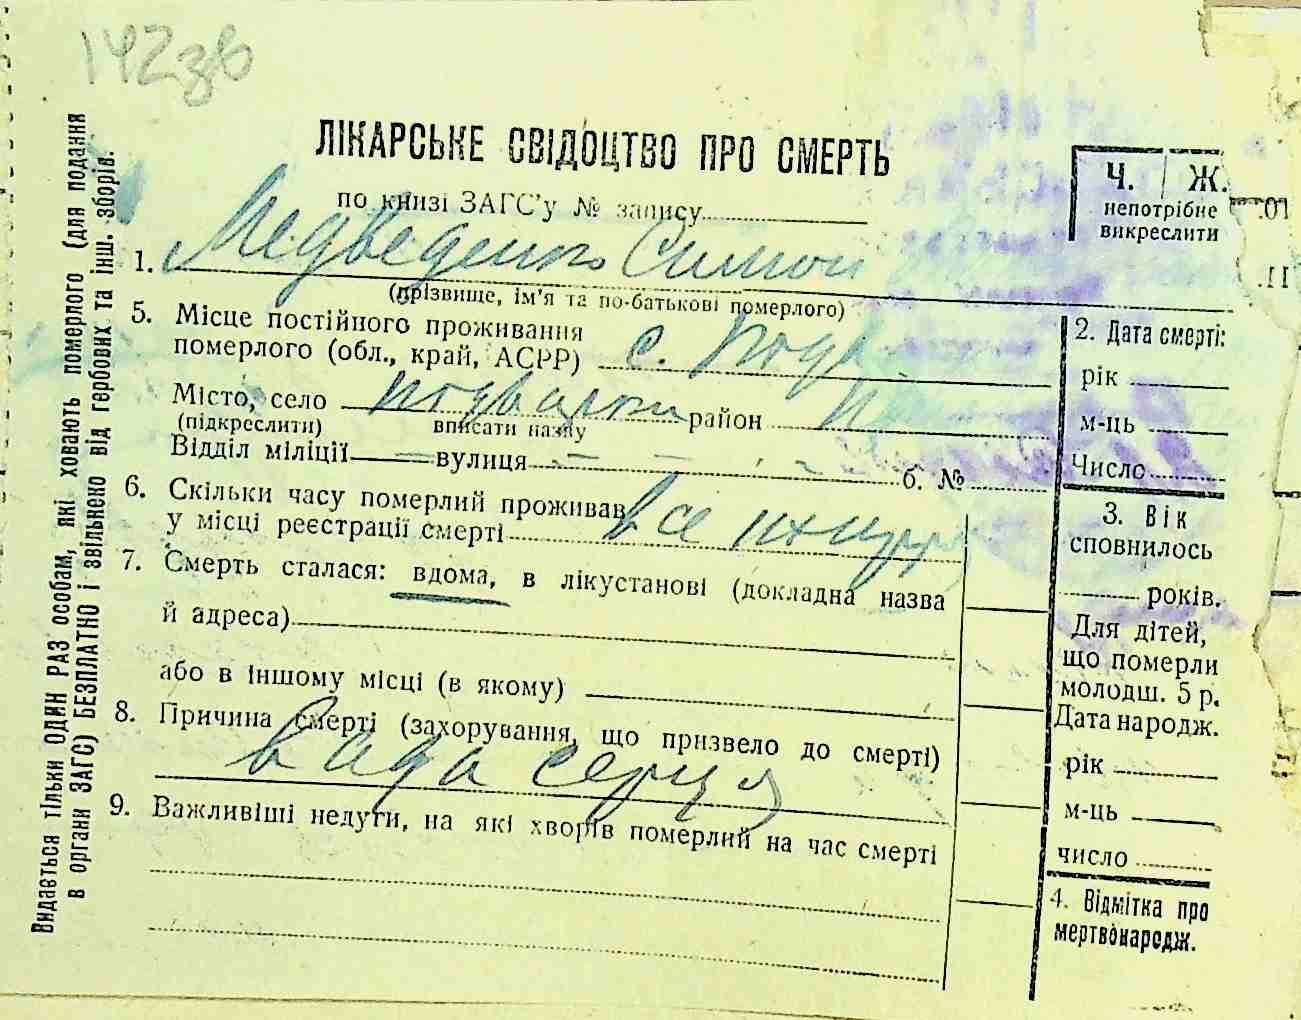 142зв
ЛІКАРСЬКЕ СВІДОЦТВО ПРО СМЕРТЬ
по книзі ЗАГС'у № запису
Ч. Ж.
непотрібне
викреслити
1. Медведенко Симон
(прізвище, ім'я та по-батькові померлого)
5. Місце постійного проживання
померлого (обл., край, АСРР) с.
Місто, село район
(підкреслити) вписати назву
Відділ міліції вулиця б. №
6. Скільки часу померлий проживав
у місці реєстрації смерті все
7. Смерть сталася: вдома, в лікустанові (докладна назва
й адреса)
або в іншому місці (в якому)
8. Причина смерті (захорування, що призвело до смерті)
вада серця
9. Важливіші недуги, на які хворів померлий на час смерті
2. Дата смерті:
рік
м-ць
Число
3. Вік
сповнилось
років.
Для дітей,
що померли
молодш. 5 р.
Дата народж.
рік
м-ць
число
4. Відмітка про
мертвонародж.
Видається тільки ОДИН РАЗ особам, які ховають померлого (для подання
в органи ЗАГС) БЕЗПЛАТНО і звільнено від гербових та інш. зборів.